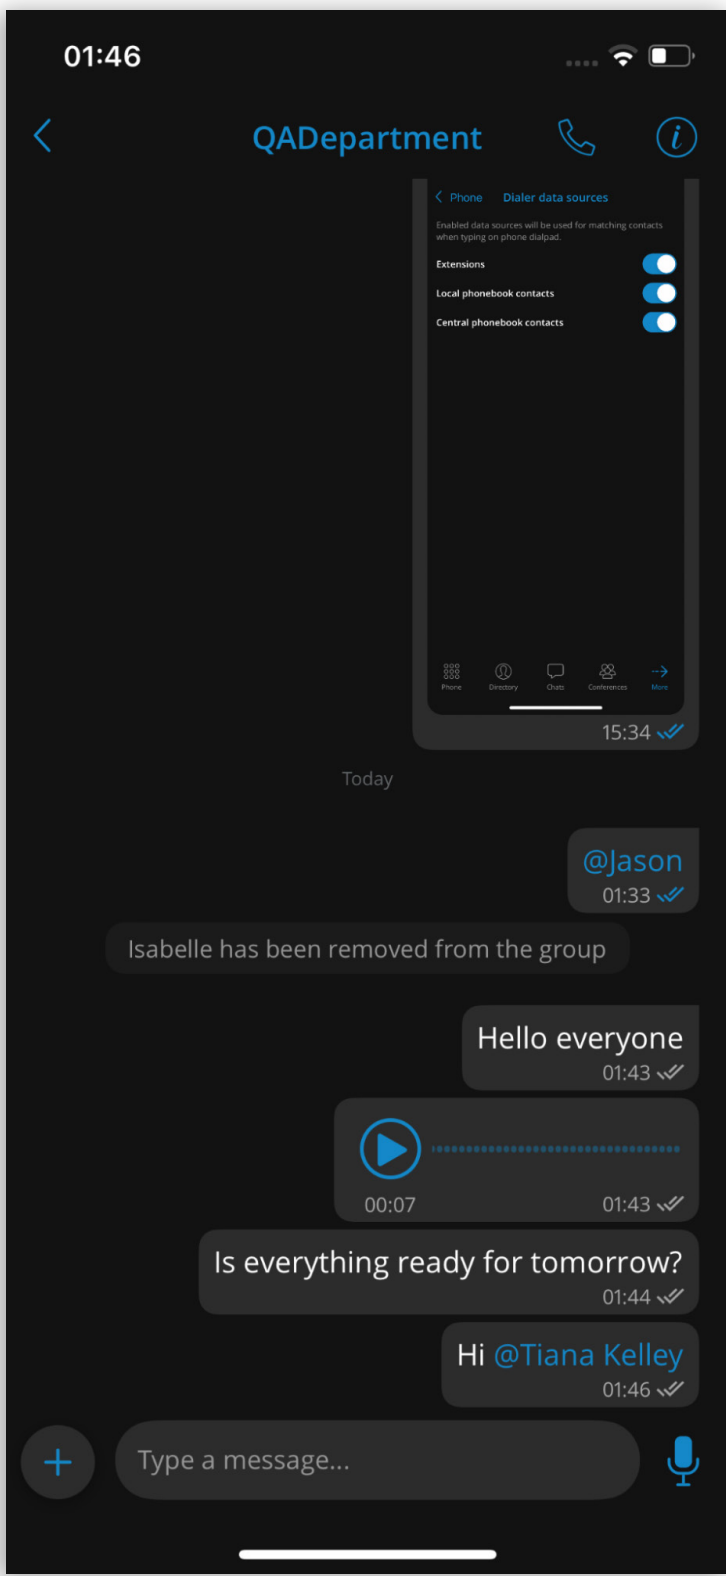 01:46
QADepartment
Phone Dialer data sources
Enabled data sources will be used for matching contacts
when typing on phone dialpad.
Extensions
Local phonebook contacts
Central phonebook contacts
Phone Directory Chats Conferences More
15:34
Today
@Jason
01:33
Isabelle has been removed from the group
Hello everyone
01:43
00:07 01:43
Is everything ready for tomorrow?
01:44
Hi @Tiana Kelley
01:46
Type a message...